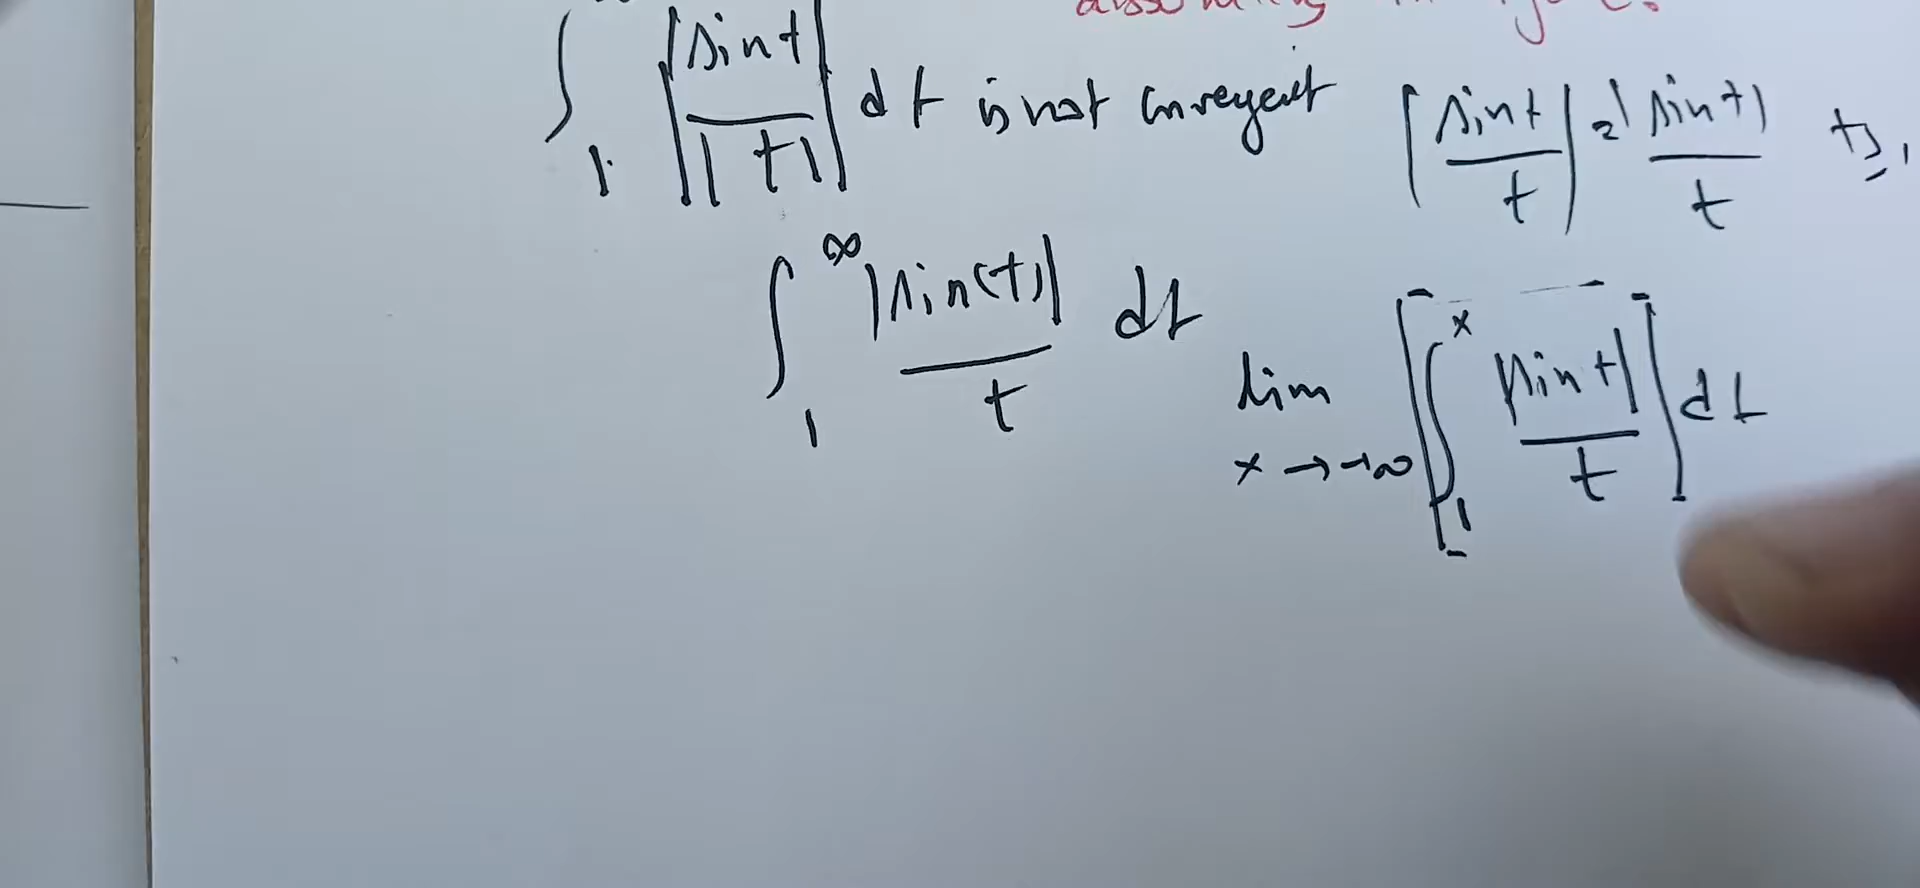 ∫₁ |sin t / |t|| dt is not convergent |sin t / t| = |sin t| / t t ≥ 1
∫₁^∞ |sin(t)| / t dt
lim x → +∞ [∫₁^x |sin t| / t] dt